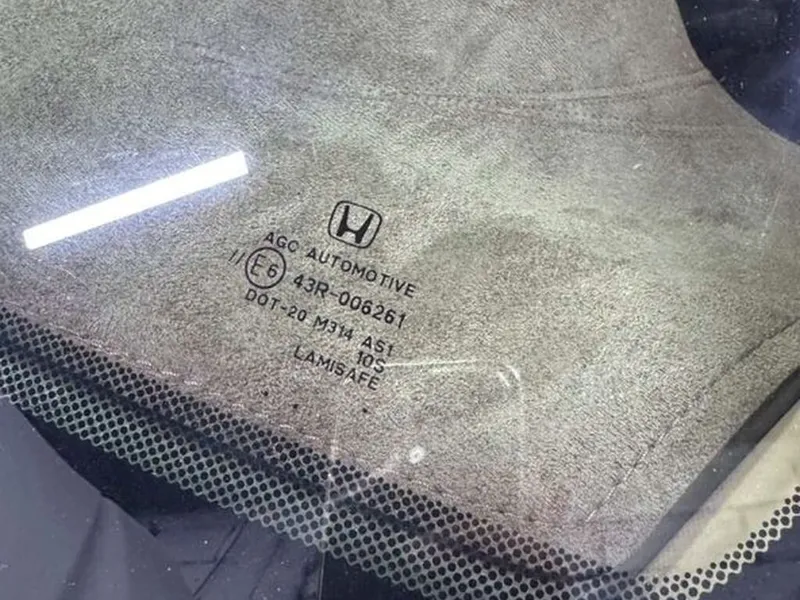 AGC AUTOMOTIVE
// E6 43R-006261
DOT-20 M314 AS1
10S
LAMISAFE